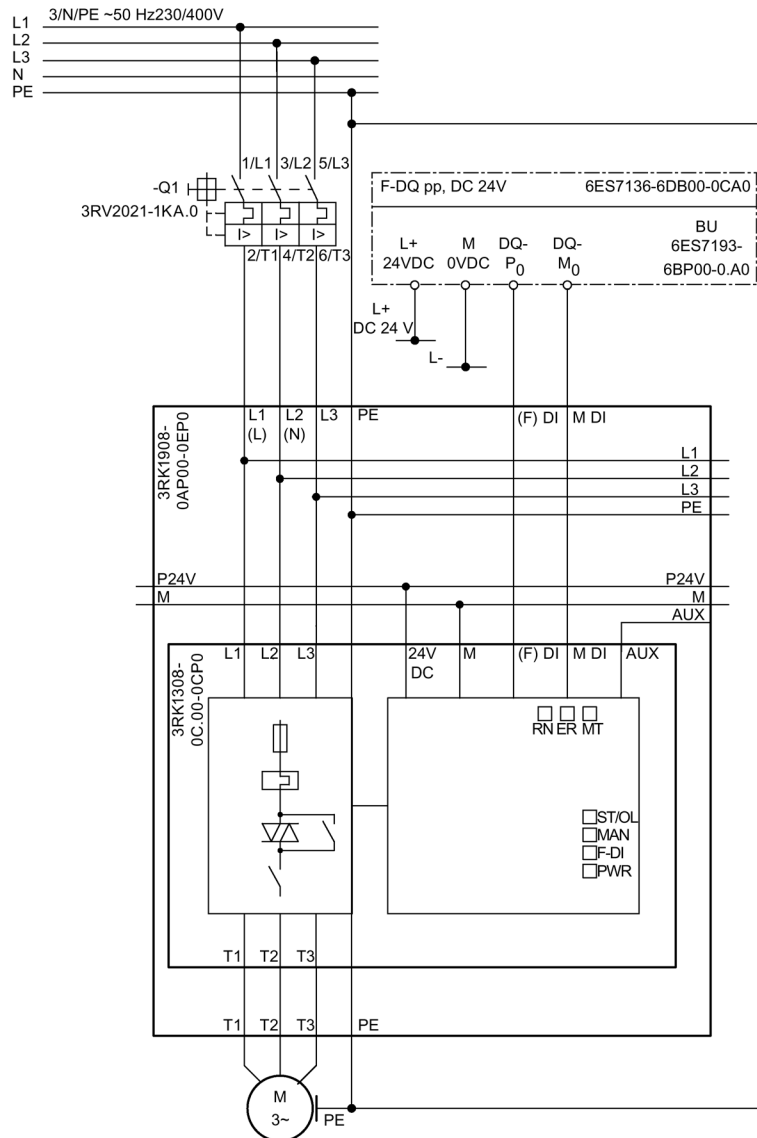 3/N/PE ~50 Hz230/400V
L1
L2
L3
N
PE
1/L1 3/L2 5/L3
-Q1
3RV2021-1KA.0
I> I> I>
2/T1 4/T2 6/T3
F-DQ pp, DC 24V 6ES7136-6DB00-0CA0
BU
6ES7193-
6BP00-0.A0
L+ M DQ- DQ-
24VDC 0VDC P0 M0
L+
DC 24 V
L-
3RK1908-
0AP00-0EP0
L1 L2 L3 PE (F) DI M DI
(L) (N)
L1
L2
L3
PE
P24V P24V
M M
AUX
3RK1308-
0C.00-0CP0
L1 L2 L3 24V M (F) DI M DI AUX
DC
RN ER MT
ST/OL
MAN
F-DI
PWR
T1 T2 T3
T1 T2 T3 PE
M
3~
PE